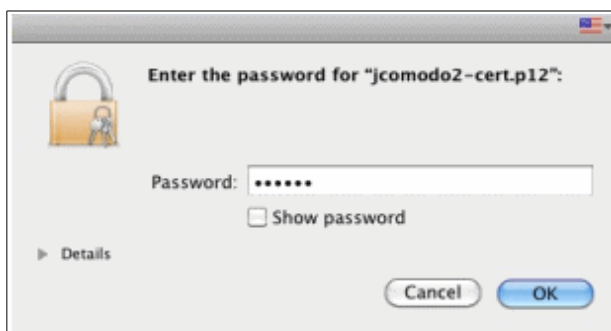 Enter the password for “jcomodo2-cert.p12”:
Password: ••••••
Show password
Details
Cancel OK